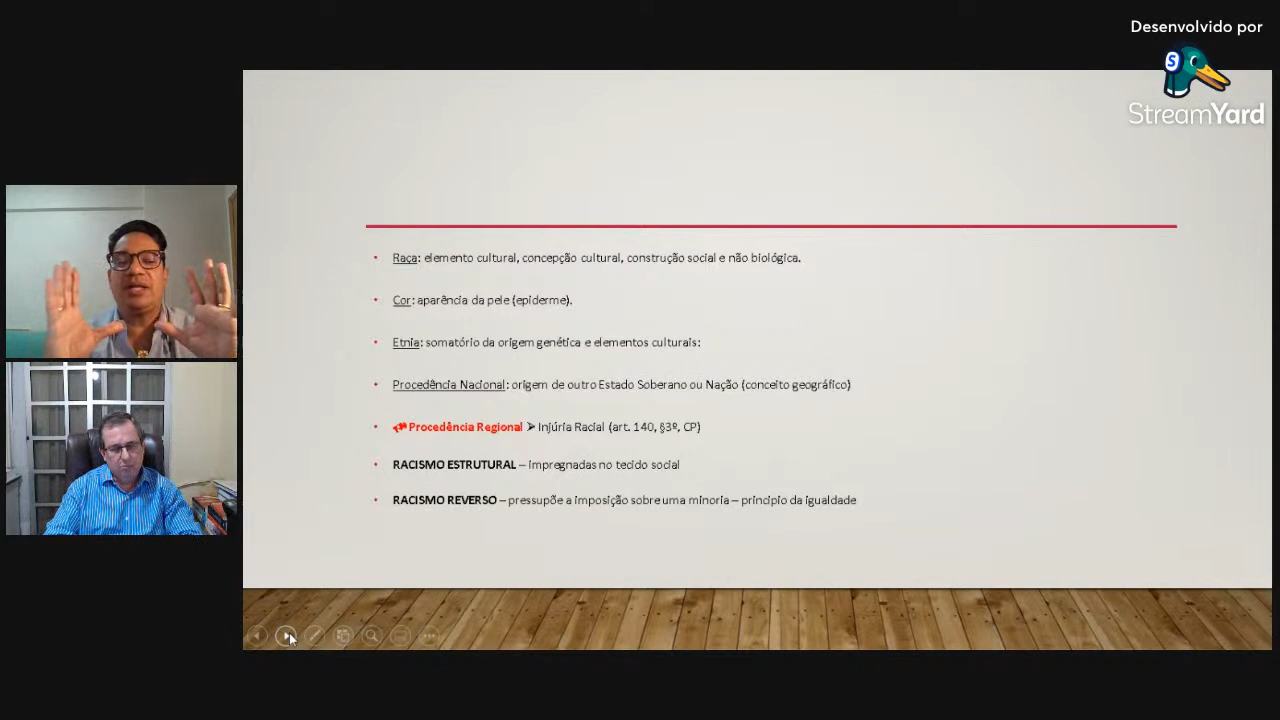 Desenvolvido por
StreamYard
Raça: elemento cultural, concepção cultural, construção social e não biológica.
Cor: aparência da pele (epiderme).
Etnia: somatório da origem genética e elementos culturais:
Procedência Nacional: origem de outro Estado Soberano ou Nação (conceito geográfico)
Procedência Regional ➢ Injúria Racial (art. 140, §3º, CP)
RACISMO ESTRUTURAL – impregnadas no tecido social
RACISMO REVERSO – pressupõe a imposição sobre uma minoria – principio da igualdade